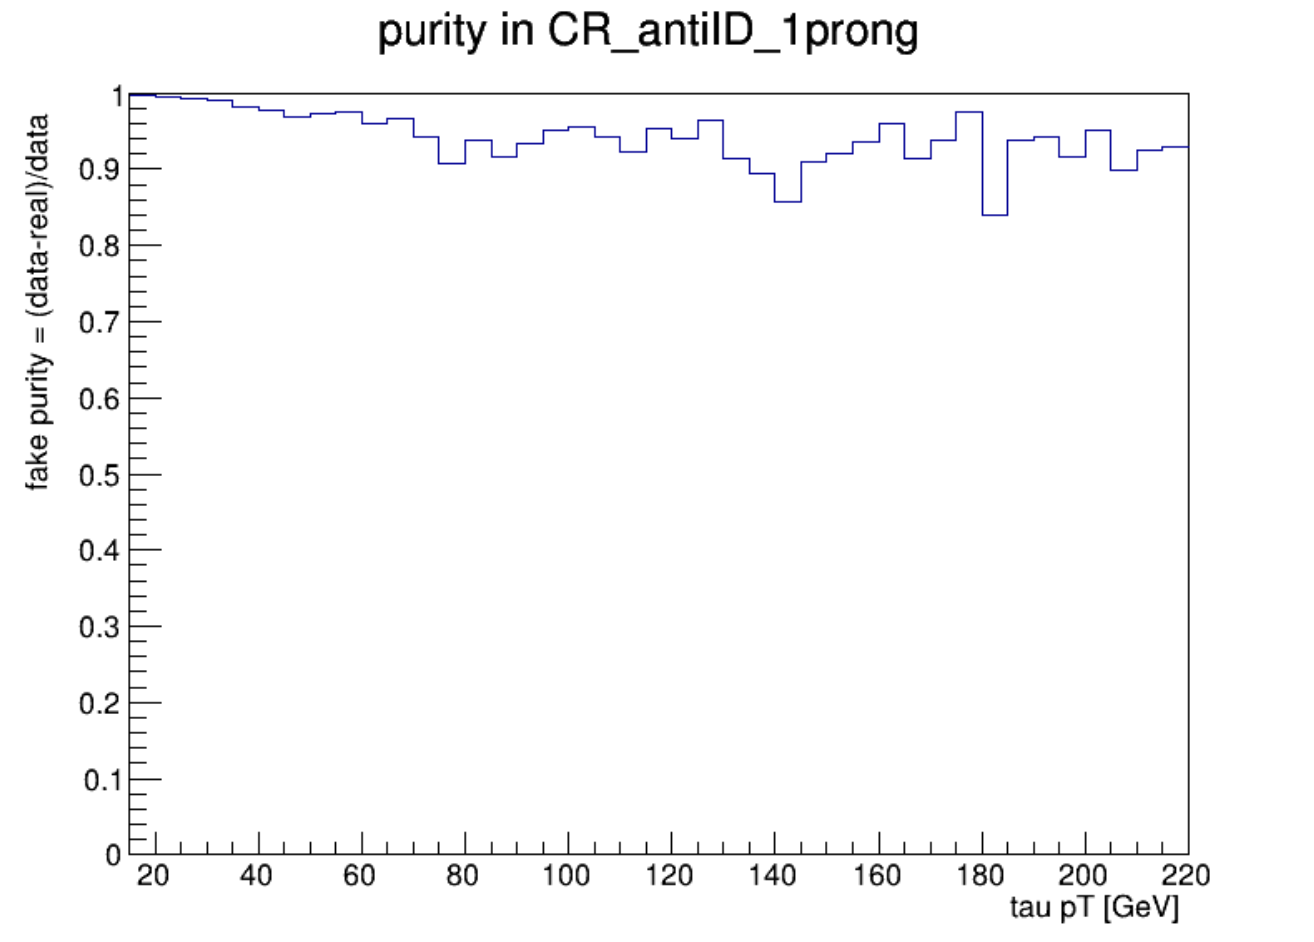 purity in CR_antiID_1prong
fake purity = (data-real)/data
1
0.9
0.8
0.7
0.6
0.5
0.4
0.3
0.2
0.1
0
20 40 60 80 100 120 140 160 180 200 220
tau pT [GeV]